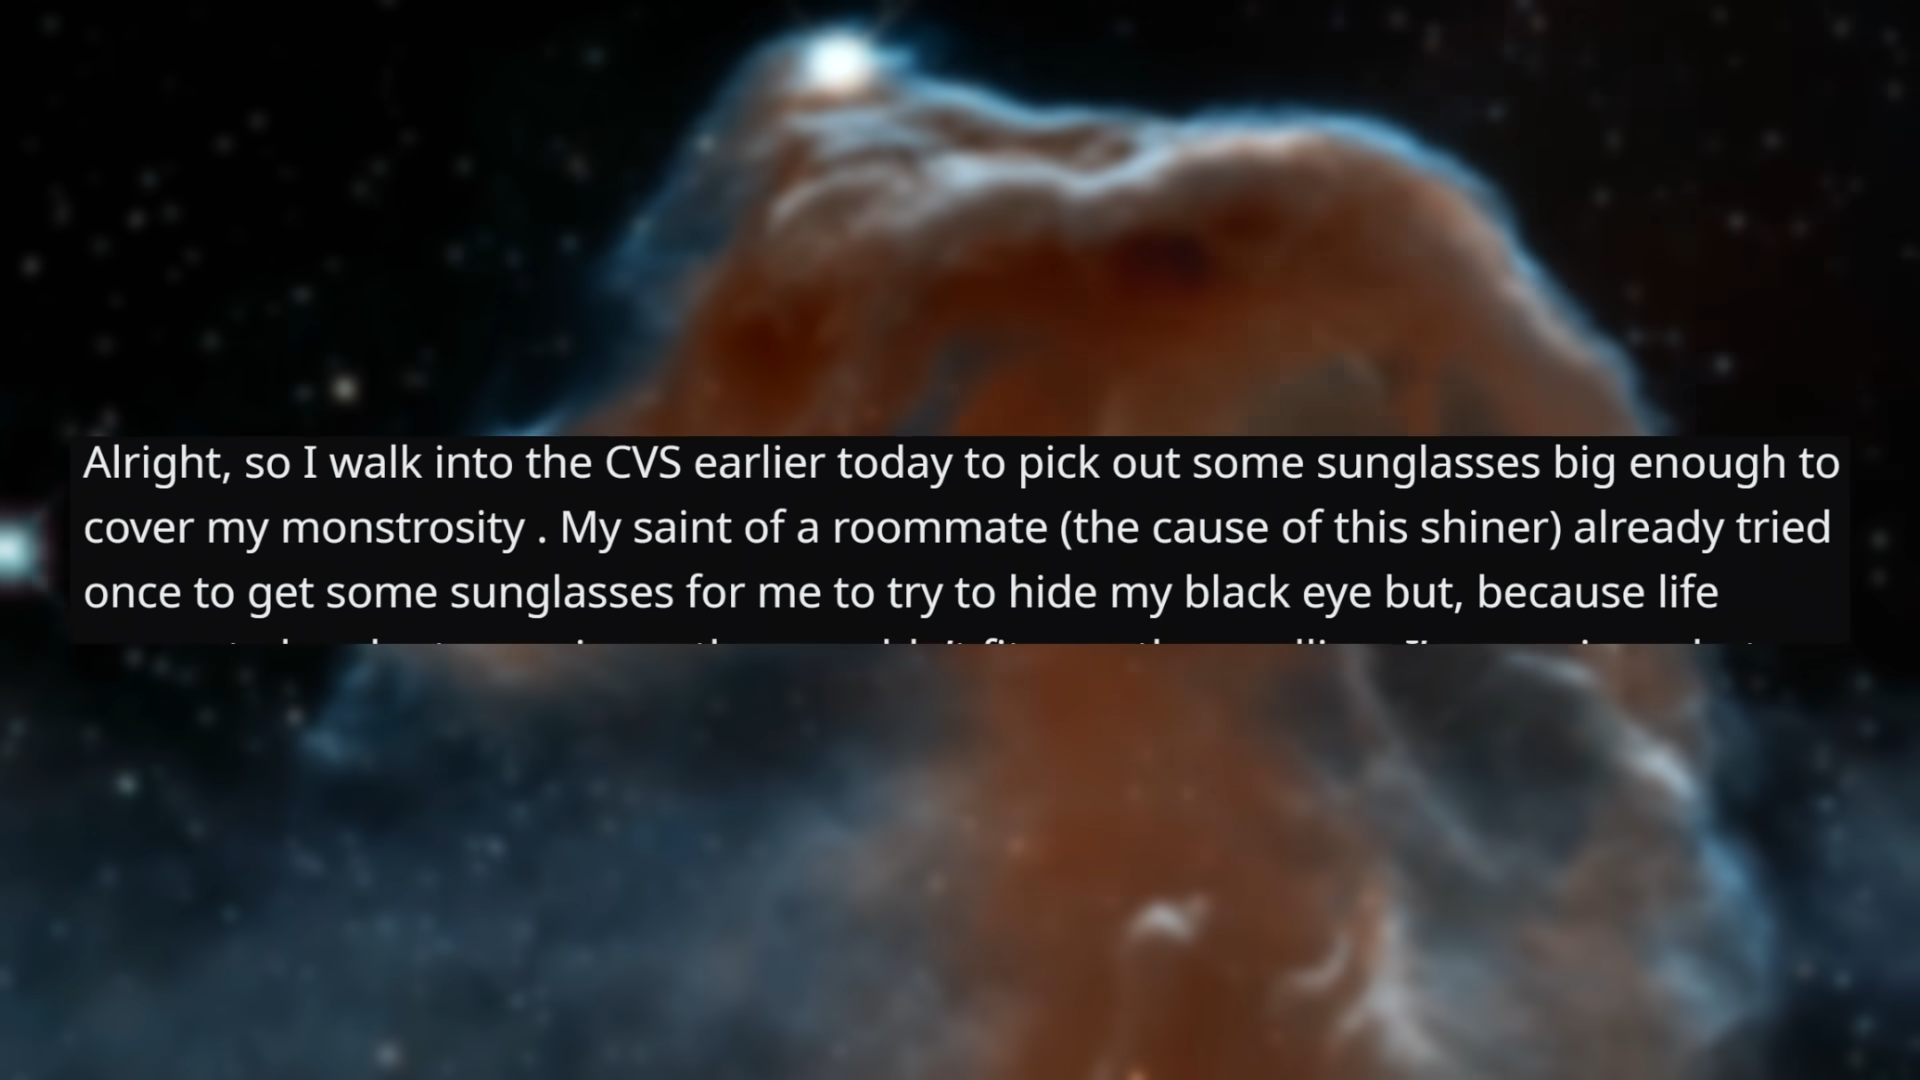 Alright, so I walk into the CVS earlier today to pick out some sunglasses big enough to
cover my monstrosity . My saint of a roommate (the cause of this shiner) already tried
once to get some sunglasses for me to try to hide my black eye but, because life